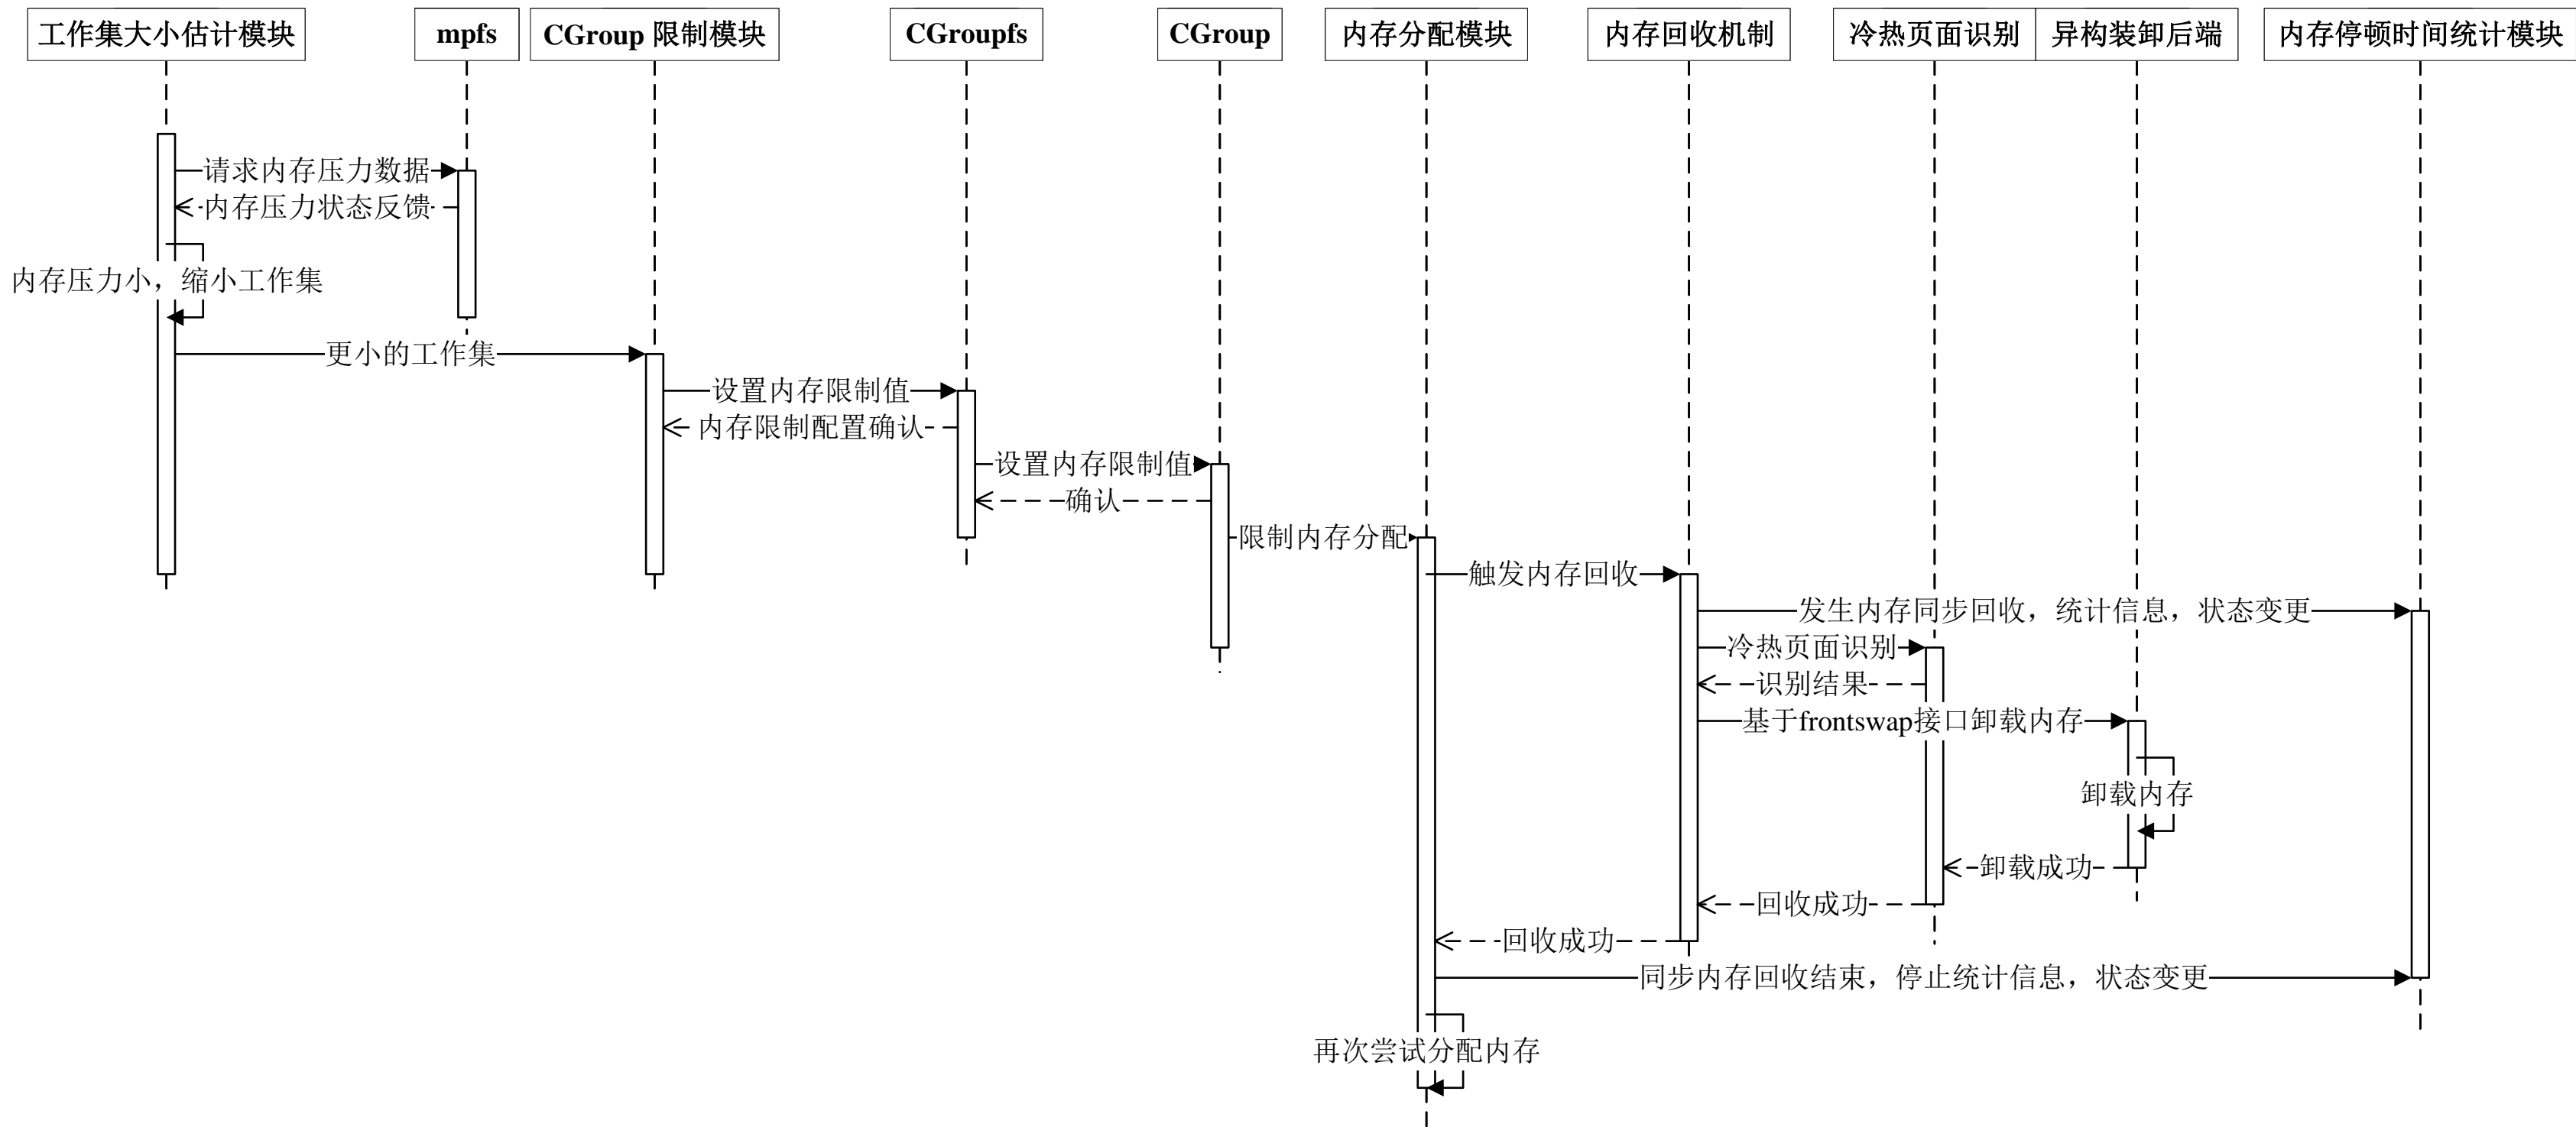 工作集大小估计模块
mpfs
CGroup 限制模块
CGroupfs
CGroup
内存分配模块
内存回收机制
冷热页面识别
异构装卸后端
内存停顿时间统计模块
请求内存压力数据
内存压力状态反馈
内存压力小，缩小工作集
更小的工作集
设置内存限制值
内存限制配置确认
设置内存限制值
确认
限制内存分配
触发内存回收
发生内存同步回收，统计信息，状态变更
冷热页面识别
识别结果
基于frontswap接口卸载内存
卸载内存
卸载成功
回收成功
回收成功
同步内存回收结束，停止统计信息，状态变更
再次尝试分配内存